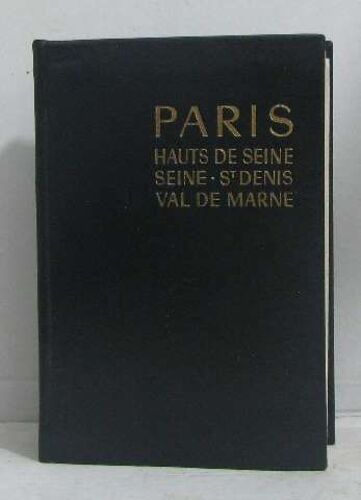 PARIS
HAUTS DE SEINE
SEINE · ST DENIS
VAL DE MARNE